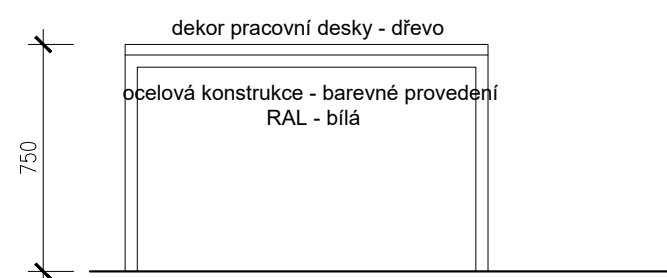 dekor pracovní desky - dřevo
ocelová konstrukce - barevné provedení
RAL - bílá
750